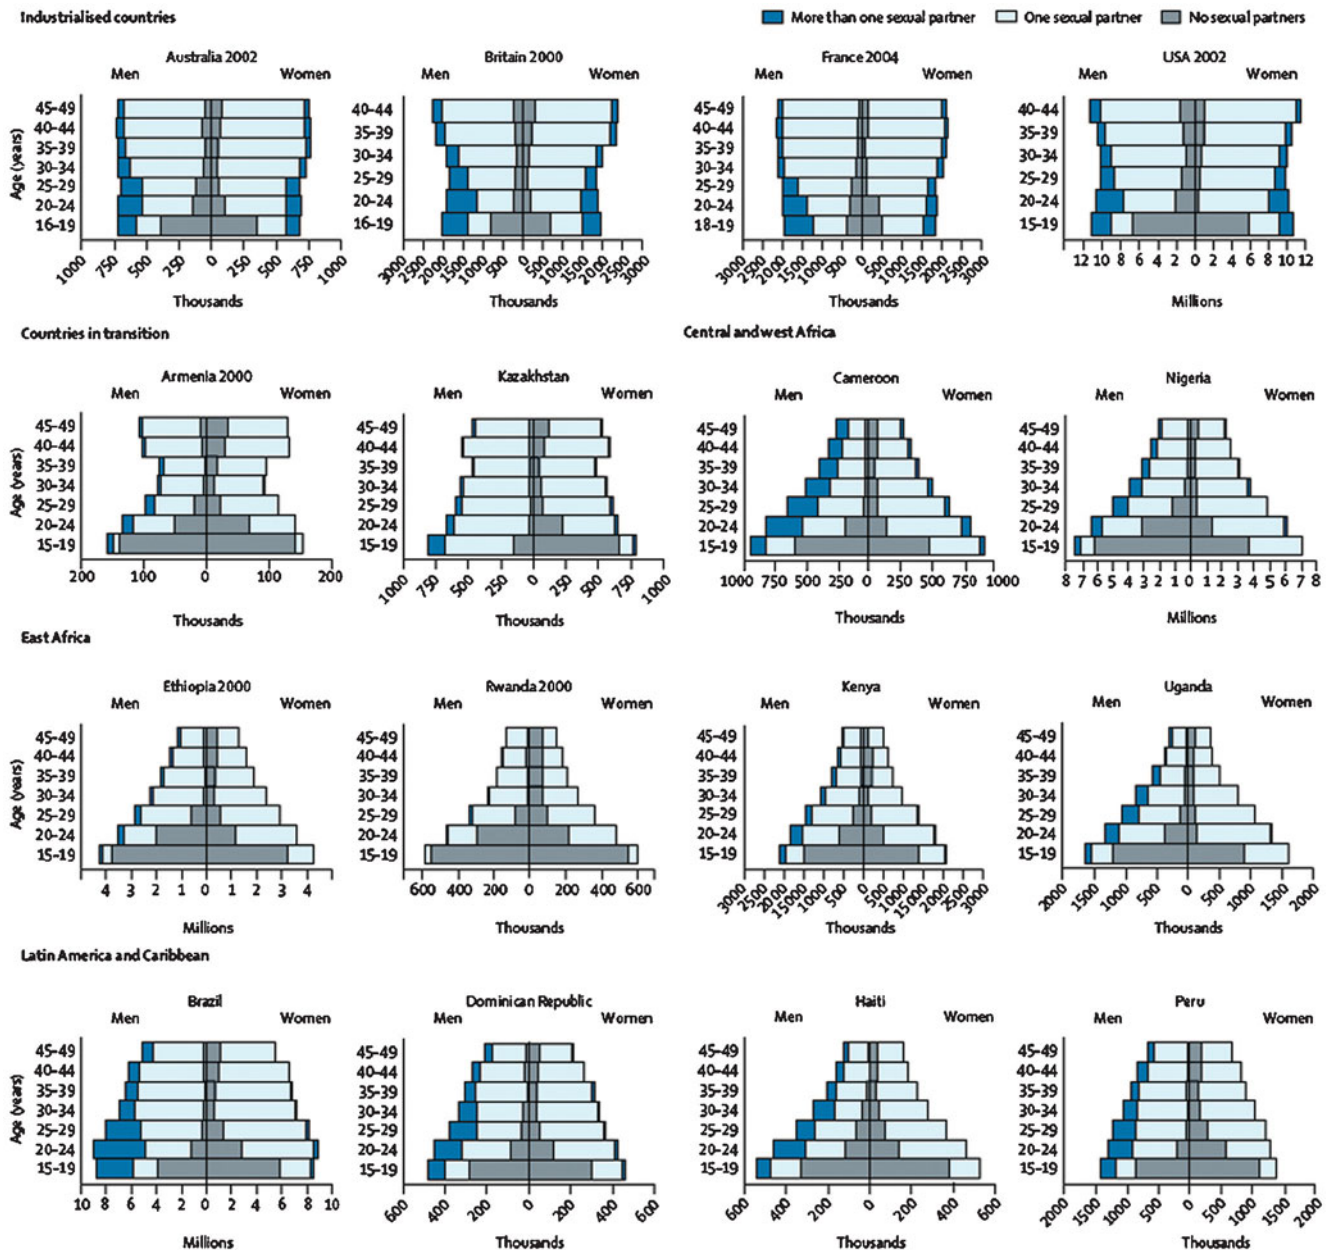 Industrialised countries
More than one sexual partner One sexual partner No sexual partners
Australia 2002 Britain 2000 France 2004 USA 2002
Men Women Men Women Men Women Men Women
Age (years)
45–49 40–44 45–49 40–44
40–44 35–39 40–44 35–39
35–39 30–34 35–39 30–34
30–34 25–29 30–34 25–29
25–29 20–24 25–29 20–24
20–24 16–19 20–24 15–19
16–19 18–19
1000 750 500 250 0 250 500 750 1000 3000 2500 2000 1500 1000 500 0 500 1000 1500 2000 2500 3000 3000 2500 2000 1500 1000 500 0 500 1000 1500 2000 2500 3000 12 10 8 6 4 2 0 2 4 6 8 10 12
Thousands Thousands Thousands Millions
Countries in transition Central and west Africa
Armenia 2000 Kazakhstan Cameroon Nigeria
Men Women Men Women Men Women Men Women
Age (years)
45–49 45–49 45–49 45–49
40–44 40–44 40–44 40–44
35–39 35–39 35–39 35–39
30–34 30–34 30–34 30–34
25–29 25–29 25–29 25–29
20–24 20–24 20–24 20–24
15–19 15–19 15–19 15–19
200 100 0 100 200 1000 750 500 250 0 250 500 750 1000 1000 750 500 250 0 250 500 750 1000 8 7 6 5 4 3 2 1 0 1 2 3 4 5 6 7 8
Thousands Thousands Thousands Millions
East Africa
Ethiopia 2000 Rwanda 2000 Kenya Uganda
Men Women Men Women Men Women Men Women
Age (years)
45–49 45–49 45–49 45–49
40–44 40–44 40–44 40–44
35–39 35–39 35–39 35–39
30–34 30–34 30–34 30–34
25–29 25–29 25–29 25–29
20–24 20–24 20–24 20–24
15–19 15–19 15–19 15–19
4 3 2 1 0 1 2 3 4 600 400 200 0 200 400 600 3000 2500 2000 1500 1000 500 0 500 1000 1500 2000 2500 3000 2000 1500 1000 500 0 500 1000 1500 2000
Millions Thousands Thousands Thousands
Latin America and Caribbean
Brazil Dominican Republic Haiti Peru
Men Women Men Women Men Women Men Women
Age (years)
45–49 45–49 45–49 45–49
40–44 40–44 40–44 40–44
35–39 35–39 35–39 35–39
30–34 30–34 30–34 30–34
25–29 25–29 25–29 25–29
20–24 20–24 20–24 20–24
15–19 15–19 15–19 15–19
10 8 6 4 2 0 2 4 6 8 10 600 400 200 0 200 400 600 600 400 200 0 200 400 600 2000 1500 1000 500 0 500 1000 1500 2000
Millions Thousands Thousands Thousands